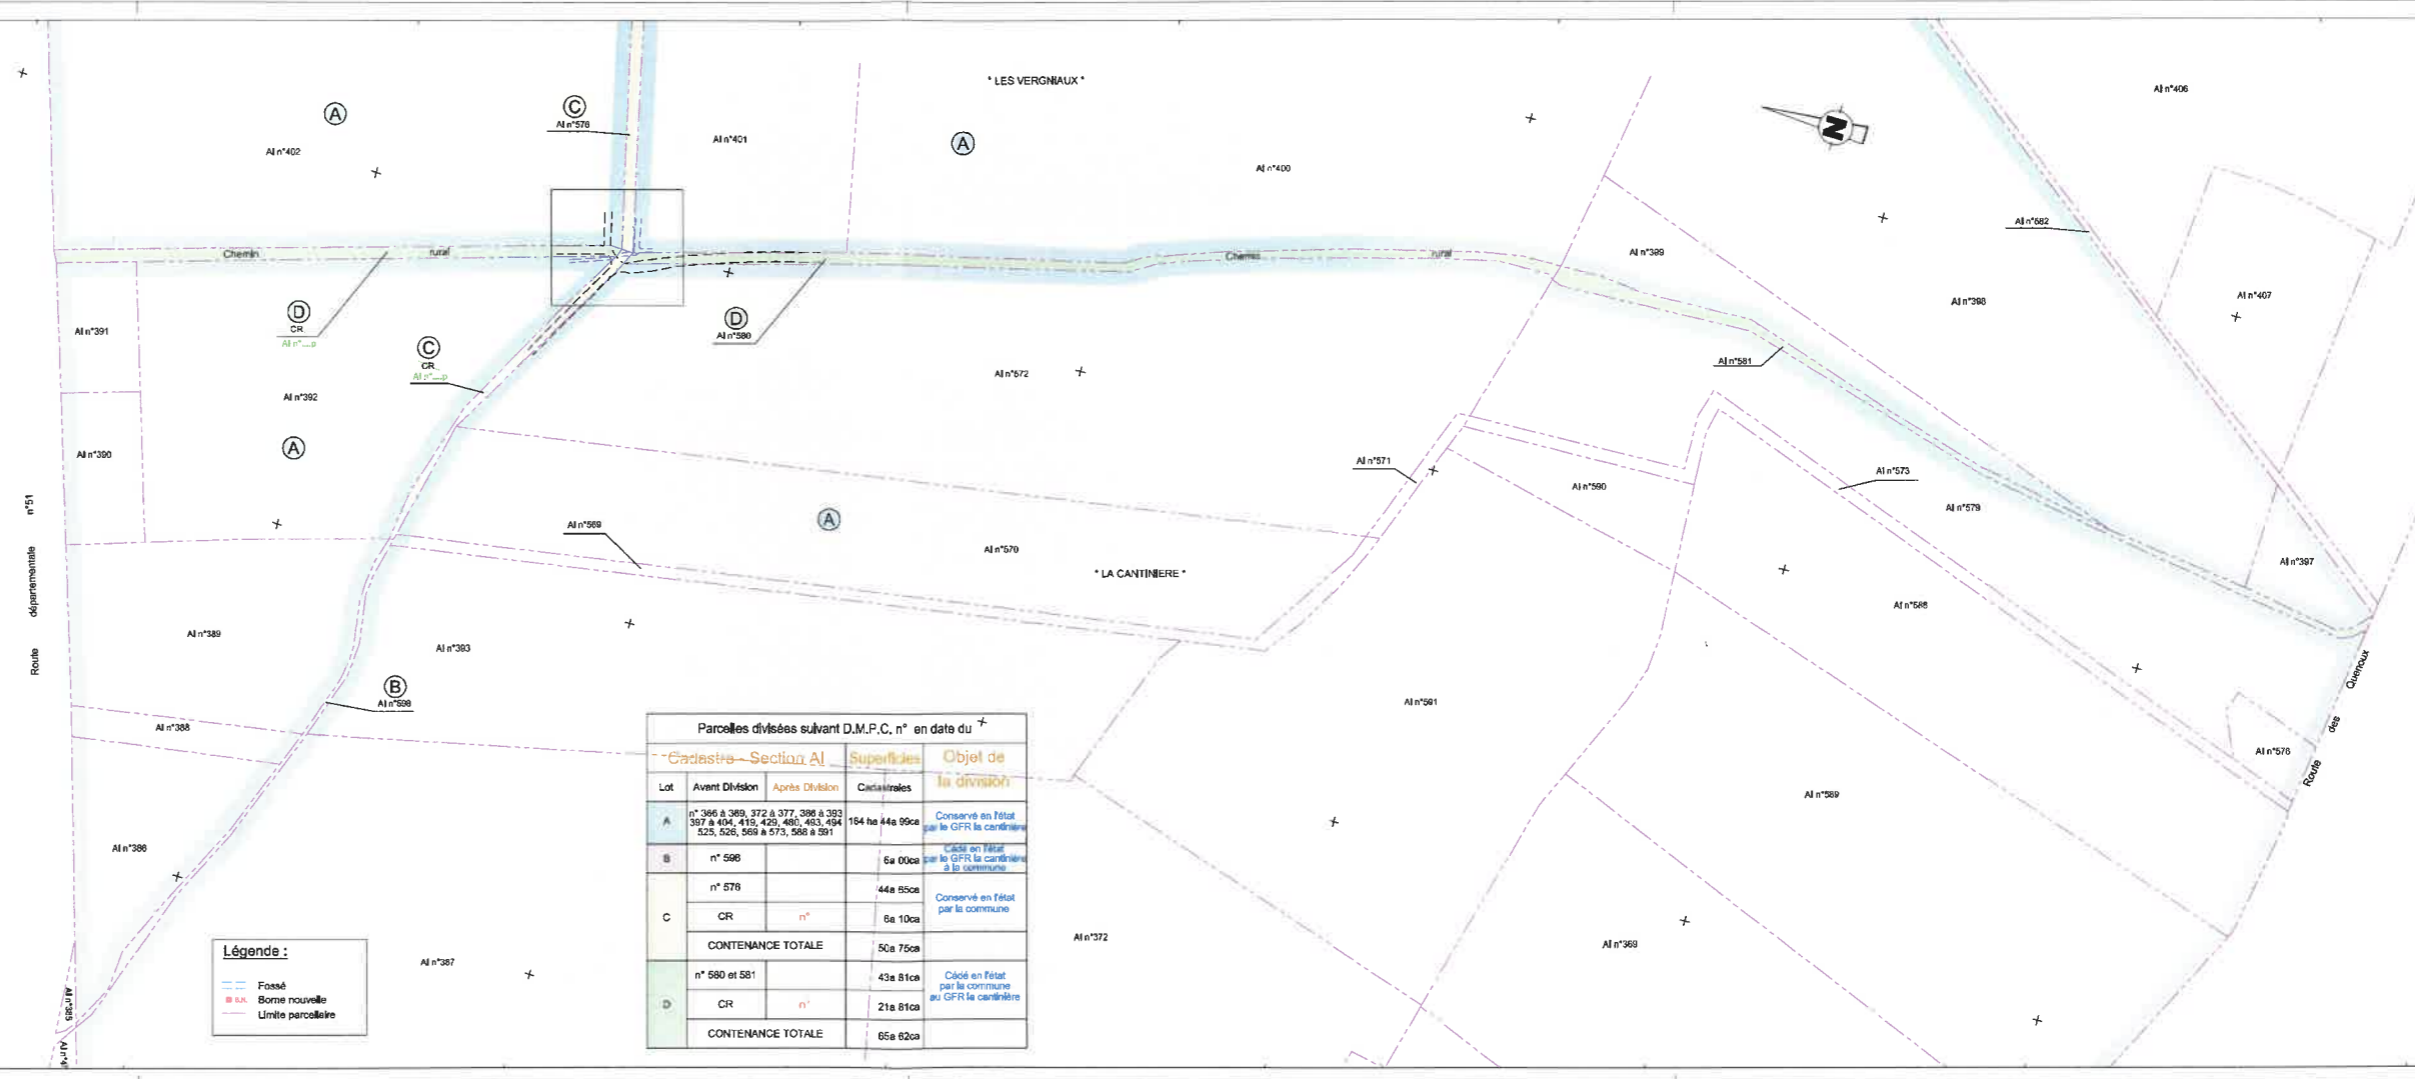 " LES VERGNIAUX "
A
C
AI n°576
AI n°401
A
AI n°402
AI n°400
AI n°406
AI n°582
N
Chemin rural
Chemin rural
AI n°399
AI n°398
AI n°407
AI n°391
D
CR
AI n°....p
D
AI n°580
C
CR
AI n°....p
AI n°581
AI n°572
AI n°392
A
AI n°390
AI n°571
AI n°590
AI n°573
AI n°579
Route départementale n°51
AI n°569
A
AI n°570
" LA CANTINIERE "
AI n°397
AI n°588
AI n°389
AI n°393
B
AI n°598
AI n°388
AI n°591
Route des Quenoux
AI n°576
AI n°589
AI n°386
AI n°387
AI n°372
AI n°369
AI n°385
Parcelles divisées suivant D.M.P.C. n° en date du
Cadastre - Section AI Superficies Objet de la division
Lot Avant Division Après Division Cadastrales
A n° 366 à 369, 372 à 377, 386 à 393 164 ha 44a 99ca Conservé en l'état
397 à 404, 419, 429, 480, 493, 494 par le GFR la cantinière
525, 526, 569 à 573, 588 à 591
B n° 598 6a 00ca Cédé en l'état
par le GFR la cantinière
à la commune
C n° 576 44a 65ca Conservé en l'état
par la commune
CR n° 6a 10ca
CONTENANCE TOTALE 50a 75ca
D n° 580 et 581 43a 81ca Cédé en l'état
par la commune
au GFR la cantinière
CR n° 21a 81ca
CONTENANCE TOTALE 65a 62ca
Légende :
Fossé
Borne nouvelle
Limite parcellaire